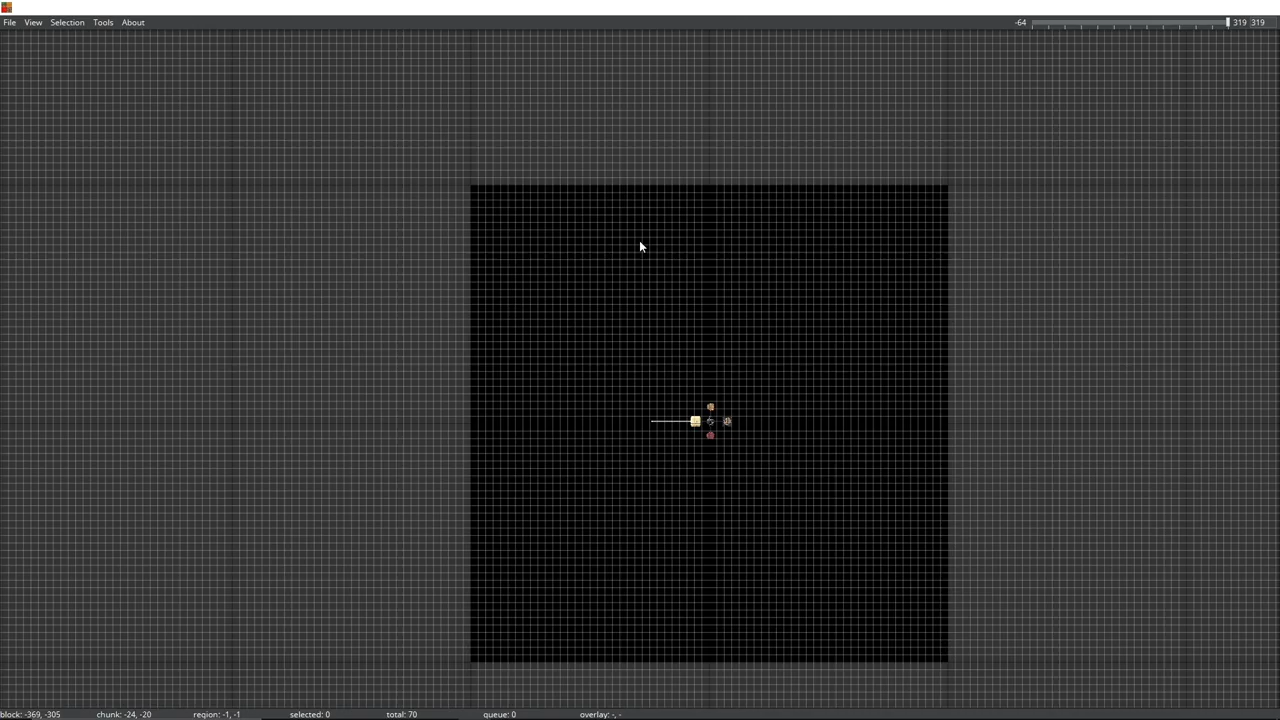 File View Selection Tools About -64 319 319
block: -369, -305 chunk: -24, -20 region: -1, -1 selected: 0 total: 70 queue: 0 overlay: -, -